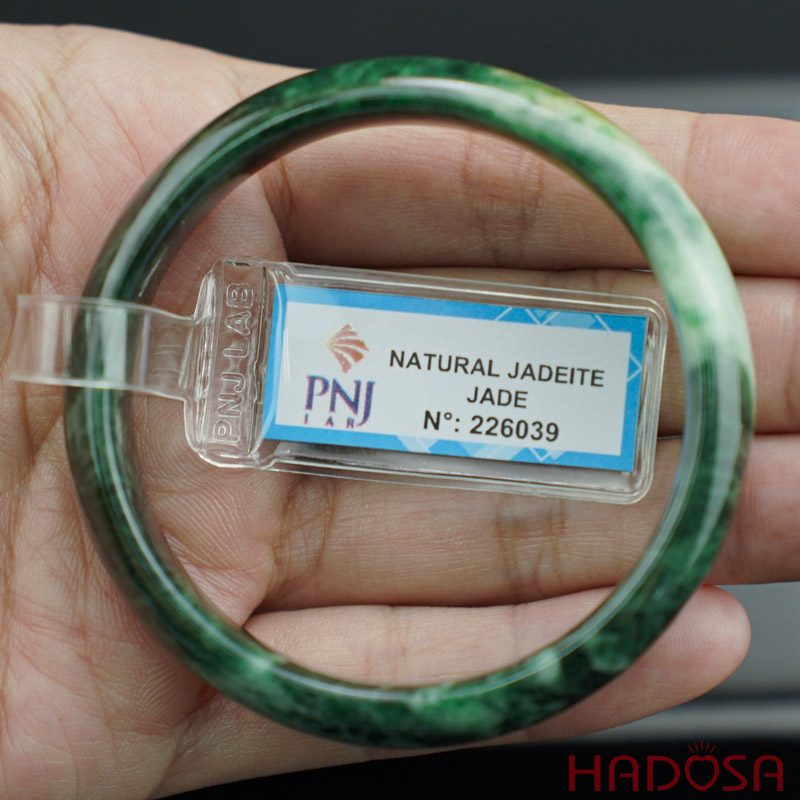 PNJ LAB
PNJ
LAB
NATURAL JADEITE
JADE
N°: 226039
HADOSA